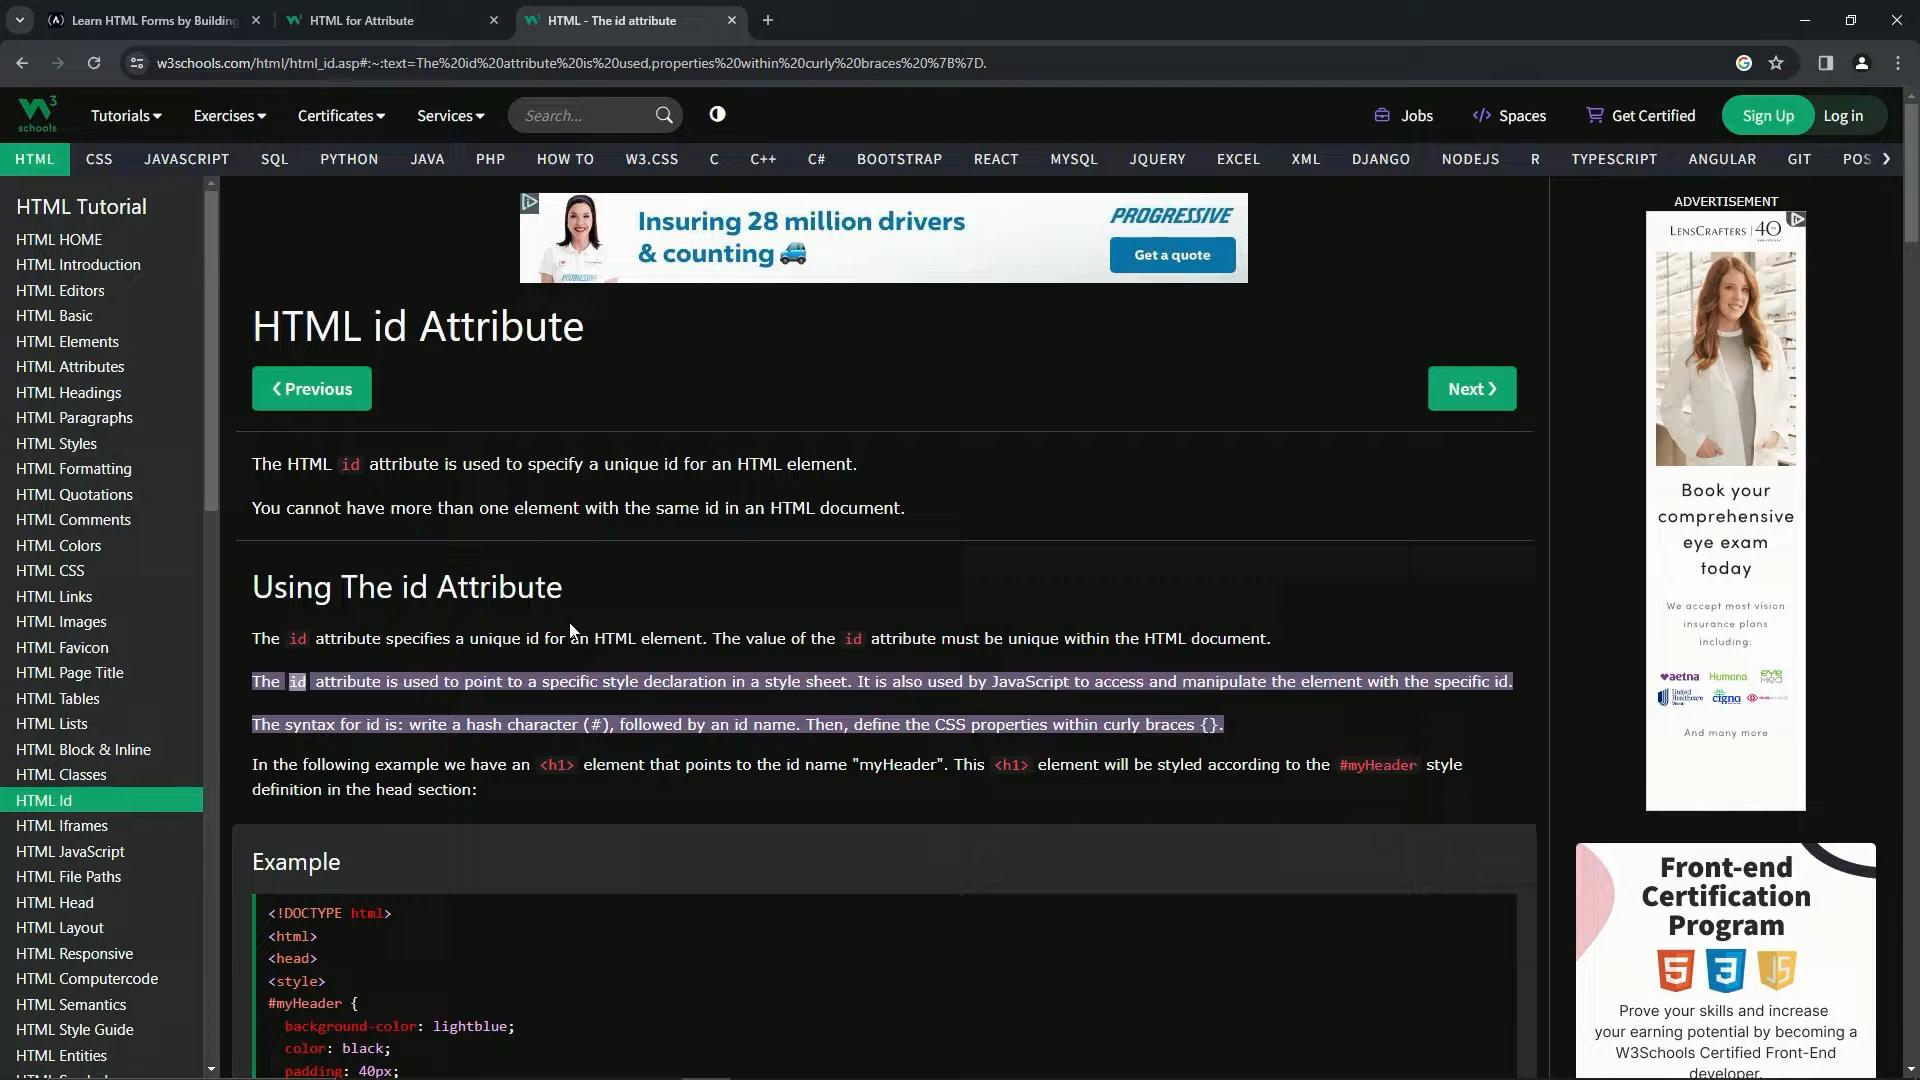 Learn HTML Forms by Building
HTML for Attribute
HTML - The id attribute
w3schools.com/html/html_id.asp#:~:text=The%20id%20attribute%20is%20used,properties%20within%20curly%20braces%20%7B%7D.
W3 schools
Tutorials
Exercises
Certificates
Services
Search...
Jobs
Spaces
Get Certified
Sign Up
Log in
HTML CSS JAVASCRIPT SQL PYTHON JAVA PHP HOW TO W3.CSS C C++ C# BOOTSTRAP REACT MYSQL JQUERY EXCEL XML DJANGO NODEJS R TYPESCRIPT ANGULAR GIT POS
HTML Tutorial
HTML HOME
HTML Introduction
HTML Editors
HTML Basic
HTML Elements
HTML Attributes
HTML Headings
HTML Paragraphs
HTML Styles
HTML Formatting
HTML Quotations
HTML Comments
HTML Colors
HTML CSS
HTML Links
HTML Images
HTML Favicon
HTML Page Title
HTML Tables
HTML Lists
HTML Block & Inline
HTML Classes
HTML Id
HTML Iframes
HTML JavaScript
HTML File Paths
HTML Head
HTML Layout
HTML Responsive
HTML Computercode
HTML Semantics
HTML Style Guide
HTML Entities
PROGRESSIVE
Insuring 28 million drivers
& counting
PROGRESSIVE
Get a quote
HTML id Attribute
❮ Previous
Next ❯
The HTML id attribute is used to specify a unique id for an HTML element.
You cannot have more than one element with the same id in an HTML document.
Using The id Attribute
The id attribute specifies a unique id for an HTML element. The value of the id attribute must be unique within the HTML document.
The id attribute is used to point to a specific style declaration in a style sheet. It is also used by JavaScript to access and manipulate the element with the specific id.
The syntax for id is: write a hash character (#), followed by an id name. Then, define the CSS properties within curly braces {}.
In the following example we have an <h1> element that points to the id name "myHeader". This <h1> element will be styled according to the #myHeader style
definition in the head section:
Example
<!DOCTYPE html>
<html>
<head>
<style>
#myHeader {
background-color: lightblue;
color: black;
padding: 40px;
ADVERTISEMENT
LENSCRAFTERS | 40
Book your
comprehensive
eye exam
today
We accept most vision
insurance plans
including:
aetna Humana eye MED
United Healthcare cigna
And many more
Front-end
Certification
Program
5 3 JS
Prove your skills and increase
your earning potential by becoming a
W3Schools Certified Front-End
developer.